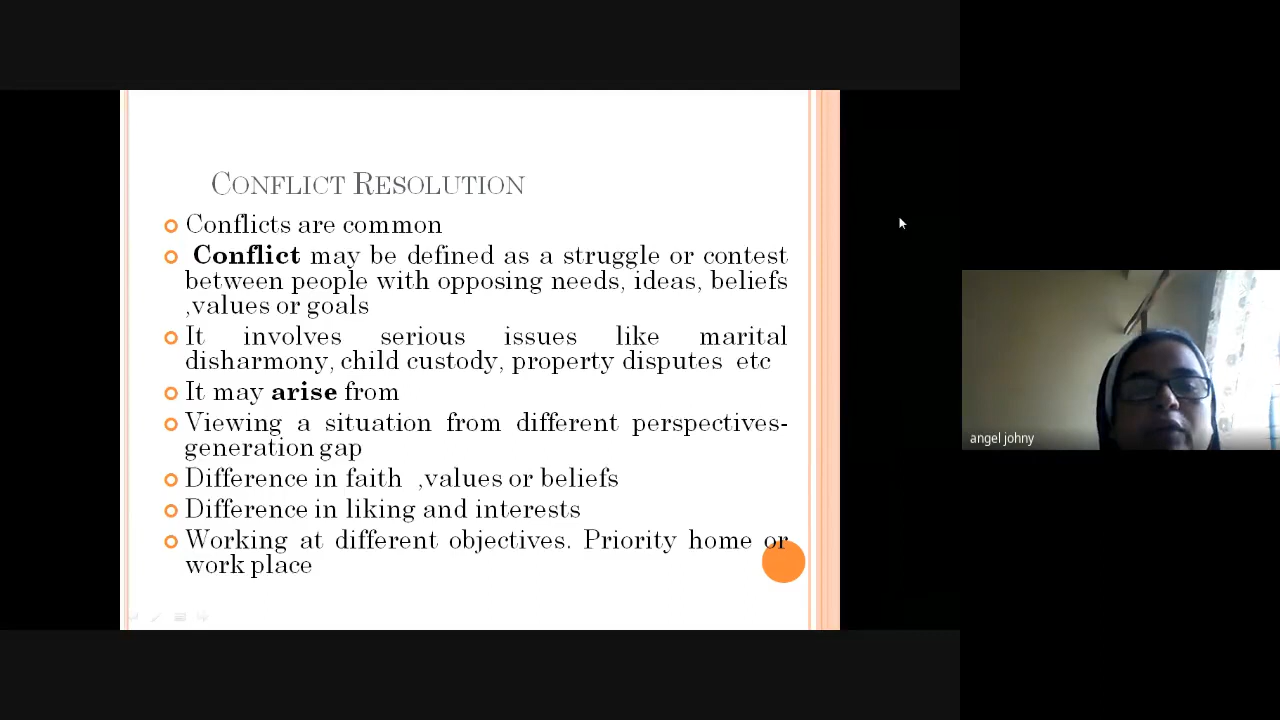 CONFLICT RESOLUTION
Conflicts are common
Conflict may be defined as a struggle or contest
between people with opposing needs, ideas, beliefs
,values or goals
It involves serious issues like marital
disharmony, child custody, property disputes etc
It may arise from
Viewing a situation from different perspectives-
generation gap
Difference in faith ,values or beliefs
Difference in liking and interests
Working at different objectives. Priority home or
work place
angel johny